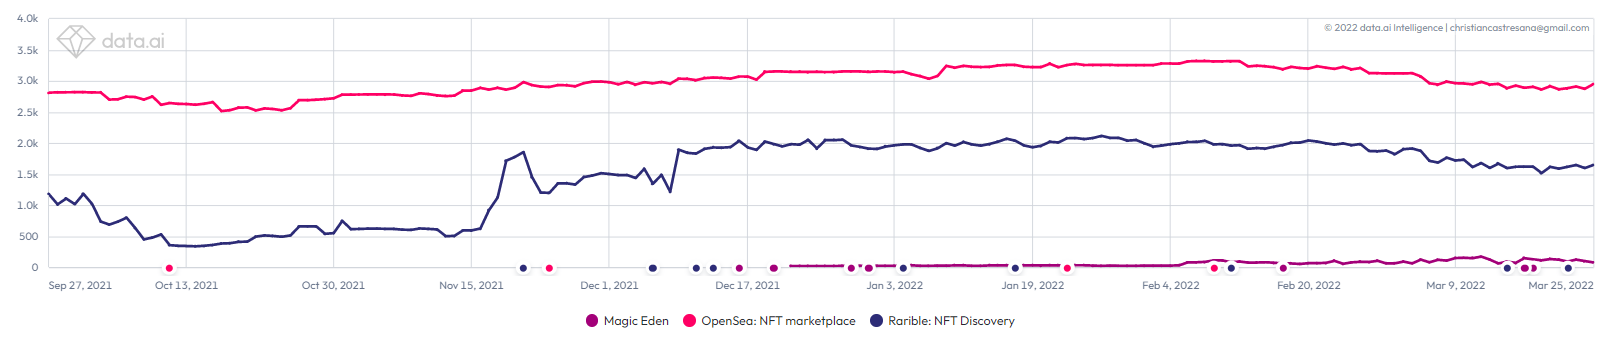 4.0k
© 2022 data.ai Intelligence | christiancastresana@gmail.com
data.ai
3.5k
3.0k
2.5k
2.0k
1.5k
1.0k
500
0
Sep 27, 2021 Oct 13, 2021 Oct 30, 2021 Nov 15, 2021 Dec 1, 2021 Dec 17, 2021 Jan 3, 2022 Jan 19, 2022 Feb 4, 2022 Feb 20, 2022 Mar 9, 2022 Mar 25, 2022
Magic Eden OpenSea: NFT marketplace Rarible: NFT Discovery